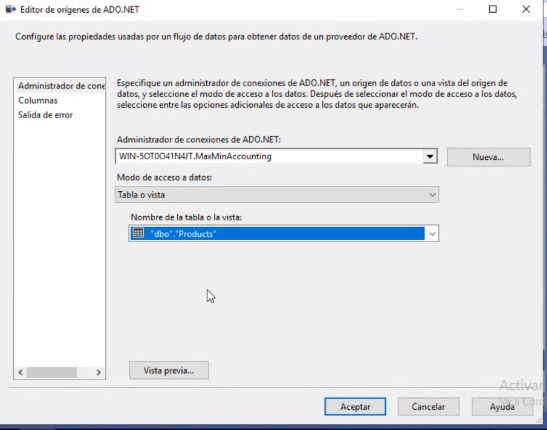 Editor de orígenes de ADO.NET
Configure las propiedades usadas por un flujo de datos para obtener datos de un proveedor de ADO.NET.
Administrador de cone
Columnas
Salida de error
Especifique un administrador de conexiones de ADO.NET, un origen de datos o una vista del origen de
datos, y seleccione el modo de acceso a los datos. Después de seleccionar el modo de acceso a los datos,
seleccione entre las opciones adicionales de acceso a los datos que aparecerán.
Administrador de conexiones de ADO.NET:
WIN-5OT0O41N4JT.MaxMinAccounting
Nueva...
Modo de acceso a datos:
Tabla o vista
Nombre de la tabla o la vista:
"dbo"."Products"
Vista previa...
Activar
Ve a Con
Aceptar
Cancelar
Ayuda